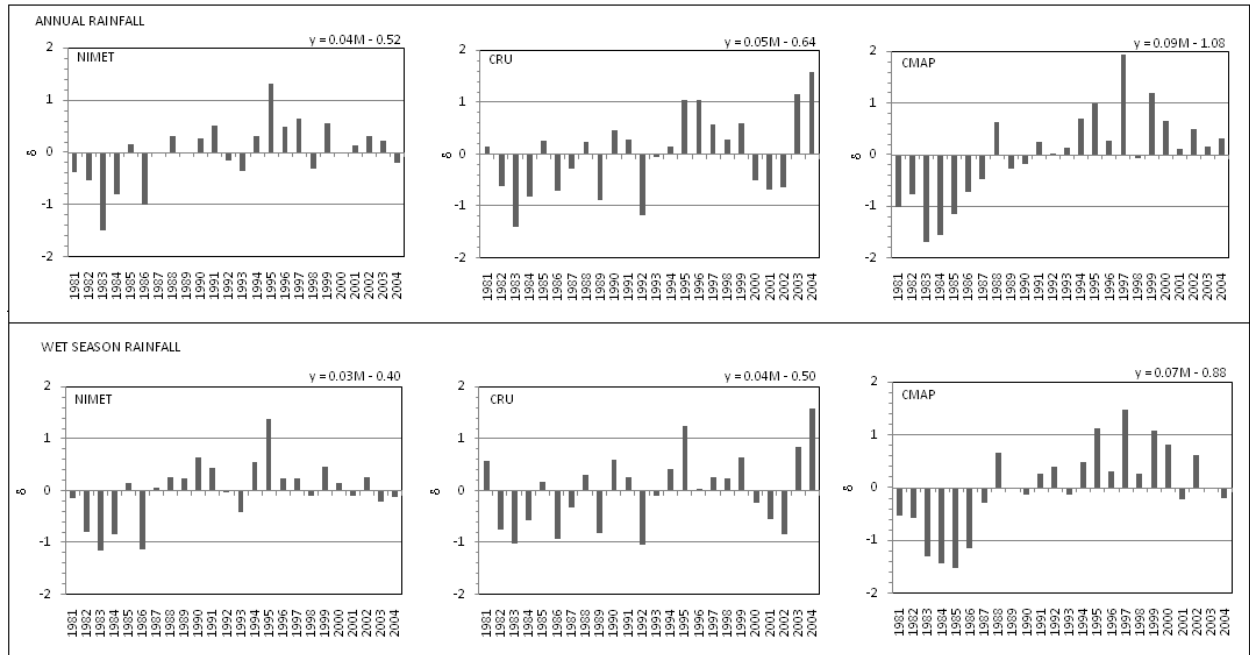 ANNUAL RAINFALL
y = 0.04M - 0.52
NIMET
2
1
0
-1
-2
δ
1981 1982 1983 1984 1985 1986 1987 1988 1989 1990 1991 1992 1993 1994 1995 1996 1997 1998 1999 2000 2001 2002 2003 2004
y = 0.05M - 0.64
CRU
2
1
0
-1
-2
δ
1981 1982 1983 1984 1985 1986 1987 1988 1989 1990 1991 1992 1993 1994 1995 1996 1997 1998 1999 2000 2001 2002 2003 2004
y = 0.09M - 1.08
CMAP
2
1
0
-1
-2
δ
1981 1982 1983 1984 1985 1986 1987 1988 1989 1990 1991 1992 1993 1994 1995 1996 1997 1998 1999 2000 2001 2002 2003 2004
WET SEASON RAINFALL
y = 0.03M - 0.40
NIMET
2
1
0
-1
-2
δ
1981 1982 1983 1984 1985 1986 1987 1988 1989 1990 1991 1992 1993 1994 1995 1996 1997 1998 1999 2000 2001 2002 2003 2004
y = 0.04M - 0.50
CRU
2
1
0
-1
-2
δ
1981 1982 1983 1984 1985 1986 1987 1988 1989 1990 1991 1992 1993 1994 1995 1996 1997 1998 1999 2000 2001 2002 2003 2004
y = 0.07M - 0.88
CMAP
2
1
0
-1
-2
δ
1981 1982 1983 1984 1985 1986 1987 1988 1989 1990 1991 1992 1993 1994 1995 1996 1997 1998 1999 2000 2001 2002 2003 2004